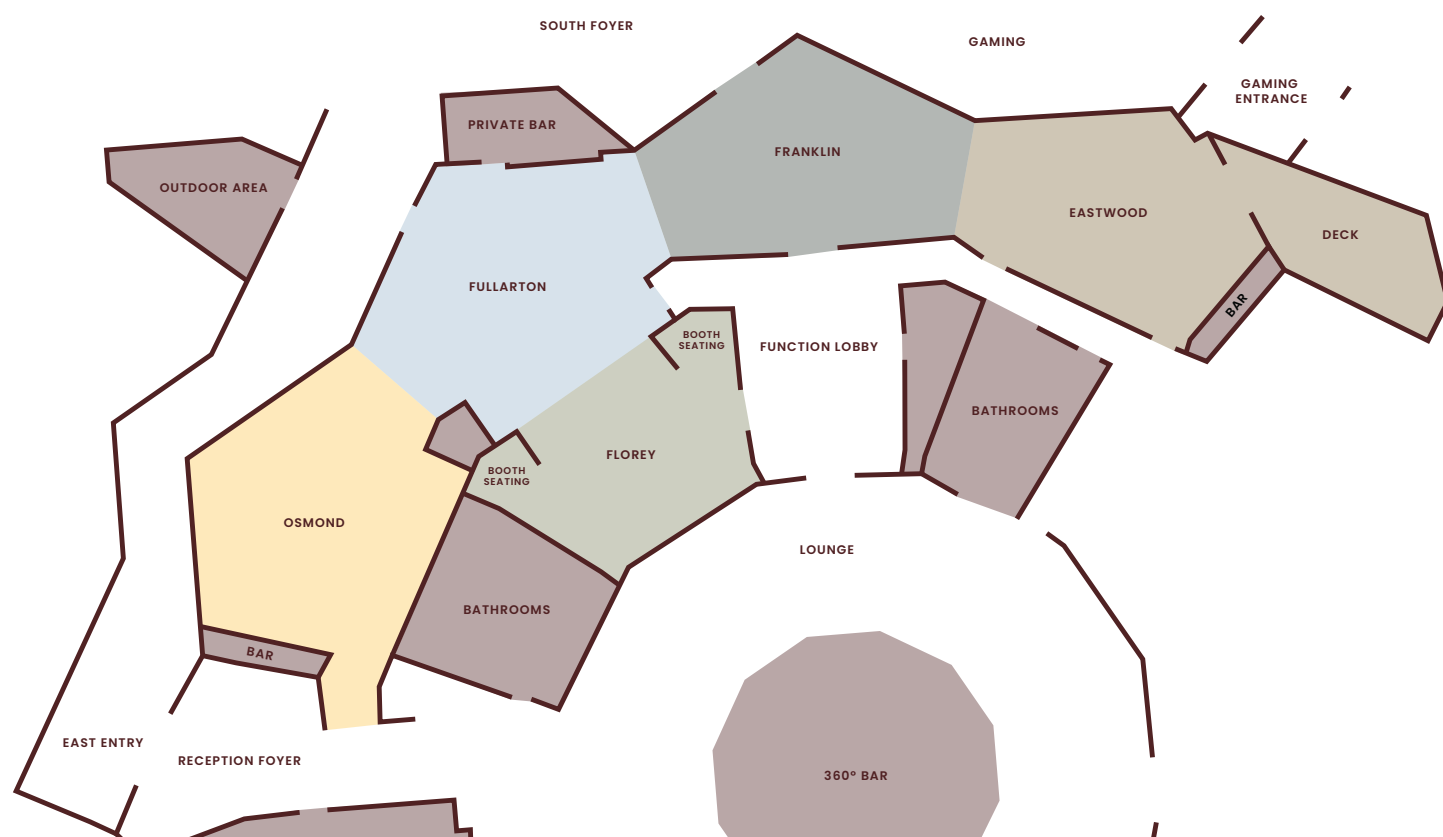 SOUTH FOYER
GAMING
GAMING
ENTRANCE
PRIVATE BAR
FRANKLIN
OUTDOOR AREA
EASTWOOD
DECK
FULLARTON
BAR
BOOTH
SEATING
FUNCTION LOBBY
BATHROOMS
FLOREY
BOOTH
SEATING
OSMOND
LOUNGE
BATHROOMS
BAR
EAST ENTRY
RECEPTION FOYER
360° BAR